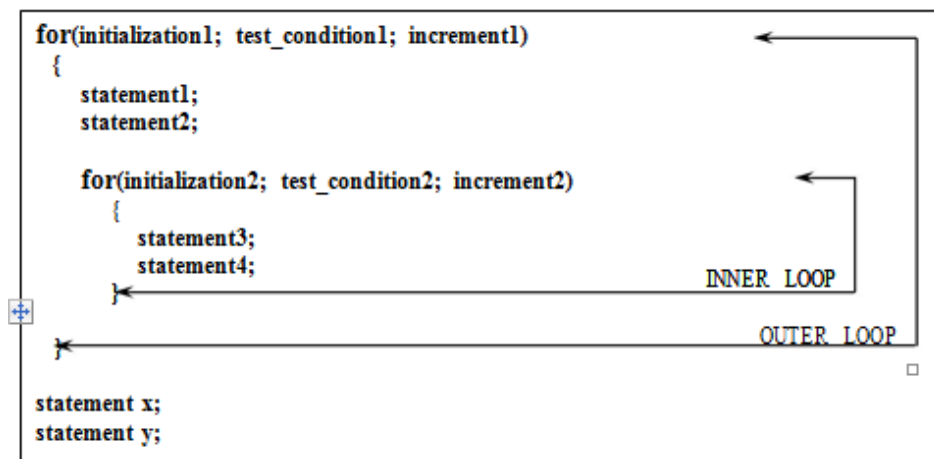 for(initialization1; test_condition1; increment1)
{
statement1;
statement2;
for(initialization2; test_condition2; increment2)
{
statement3;
statement4;
INNER LOOP
}
OUTER LOOP
}
statement x;
statement y;